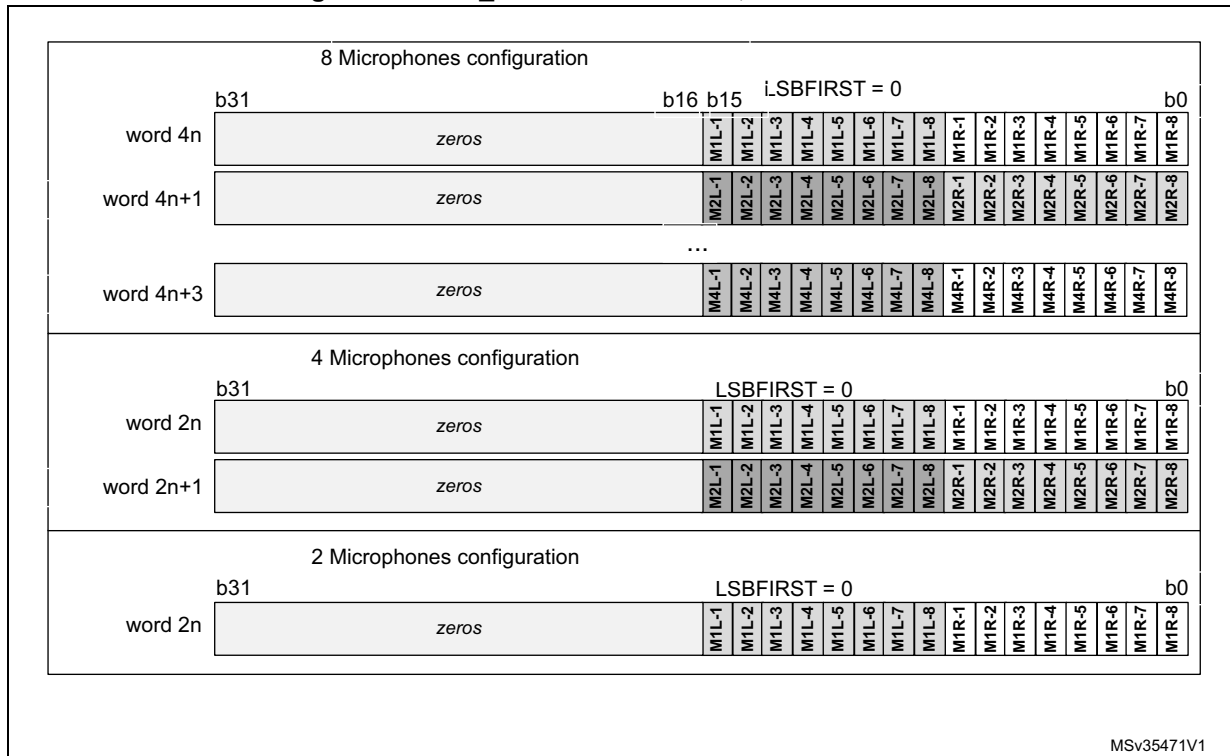 8 Microphones configuration
b31 b16 b15 LSBFIRST = 0 b0
word 4n zeros M1L-1 M1L-2 M1L-3 M1L-4 M1L-5 M1L-6 M1L-7 M1L-8 M1R-1 M1R-2 M1R-3 M1R-4 M1R-5 M1R-6 M1R-7 M1R-8
word 4n+1 zeros M2L-1 M2L-2 M2L-3 M2L-4 M2L-5 M2L-6 M2L-7 M2L-8 M2R-1 M2R-2 M2R-3 M2R-4 M2R-5 M2R-6 M2R-7 M2R-8
...
word 4n+3 zeros M4L-1 M4L-2 M4L-3 M4L-4 M4L-5 M4L-6 M4L-7 M4L-8 M4R-1 M4R-2 M4R-3 M4R-4 M4R-5 M4R-6 M4R-7 M4R-8
4 Microphones configuration
b31 LSBFIRST = 0 b0
word 2n zeros M1L-1 M1L-2 M1L-3 M1L-4 M1L-5 M1L-6 M1L-7 M1L-8 M1R-1 M1R-2 M1R-3 M1R-4 M1R-5 M1R-6 M1R-7 M1R-8
word 2n+1 zeros M2L-1 M2L-2 M2L-3 M2L-4 M2L-5 M2L-6 M2L-7 M2L-8 M2R-1 M2R-2 M2R-3 M2R-4 M2R-5 M2R-6 M2R-7 M2R-8
2 Microphones configuration
b31 LSBFIRST = 0 b0
word 2n zeros M1L-1 M1L-2 M1L-3 M1L-4 M1L-5 M1L-6 M1L-7 M1L-8 M1R-1 M1R-2 M1R-3 M1R-4 M1R-5 M1R-6 M1R-7 M1R-8
MSv35471V1